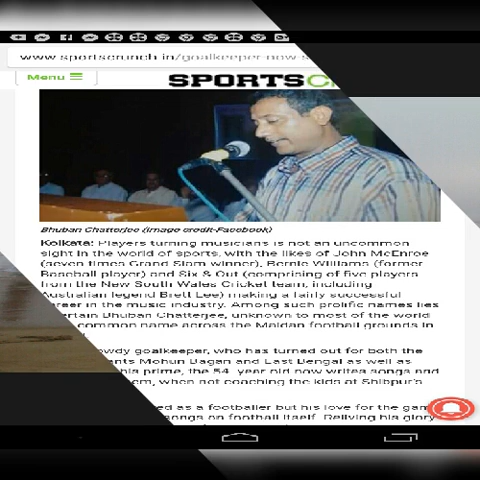 www.sportscrunch.in/goalkeeper-now-s
Menu
SPORTSC
Bhuban Chatterjee (image credit-Facebook)
Kolkata: Players turning musicians is not an uncommon
sight in the world of sports, with the likes of John McEnroe
(seven times Grand Slam winner), Bernie Williams (former
Baseball player) and Six & Out (comprising of five players
from the New South Wales Cricket team, including
Australian legend Brett Lee) making a fairly successful
career in the music industry. Among such prolific names lies
certain Bhuban Chatterjee, unknown to most of the world
common name across the Maidan football grounds in
owdy goalkeeper, who has turned out for both the
ents Mohun Bagan and East Bengal as well as
his prime, the 54 year old now writes songs and
em, when not coaching the kids at Shibpur's
ed as a footballer but his love for the gam
songs on football itself. Reliving his glory